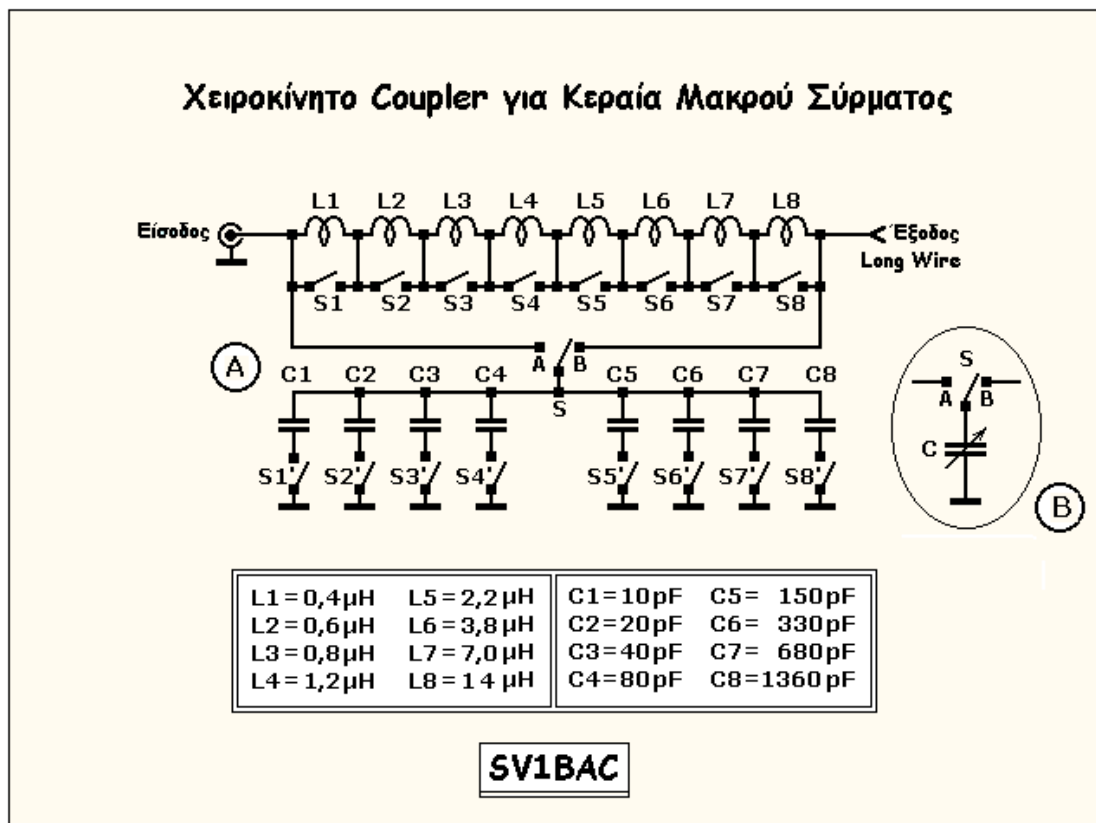 Χειροκίνητο Coupler για Κεραία Μακρού Σύρματος
L1 L2 L3 L4 L5 L6 L7 L8
Είσοδος
Έξοδος
Long Wire
S1 S2 S3 S4 S5 S6 S7 S8
A B
S
A
C1 C2 C3 C4 C5 C6 C7 C8
S1 S2 S3 S4 S5 S6 S7 S8
S
A B
C
B
L1=0,4μH L5=2,2μH
L2=0,6μH L6=3,8μH
L3=0,8μH L7=7,0μH
L4=1,2μH L8=14 μH
C1=10pF C5= 150pF
C2=20pF C6= 330pF
C3=40pF C7= 680pF
C4=80pF C8=1360pF
SV1BAC